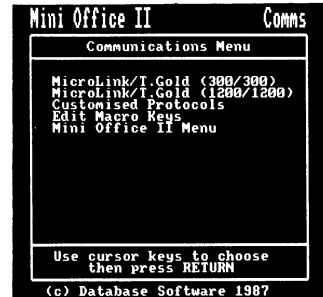 Mini Office II Comms
Communications Menu
MicroLink/T.Gold (300/300)
MicroLink/T.Gold (1200/1200)
Customised Protocols
Edit Macro Keys
Mini Office II Menu
Use cursor keys to choose
then press RETURN
(c) Database Software 1987